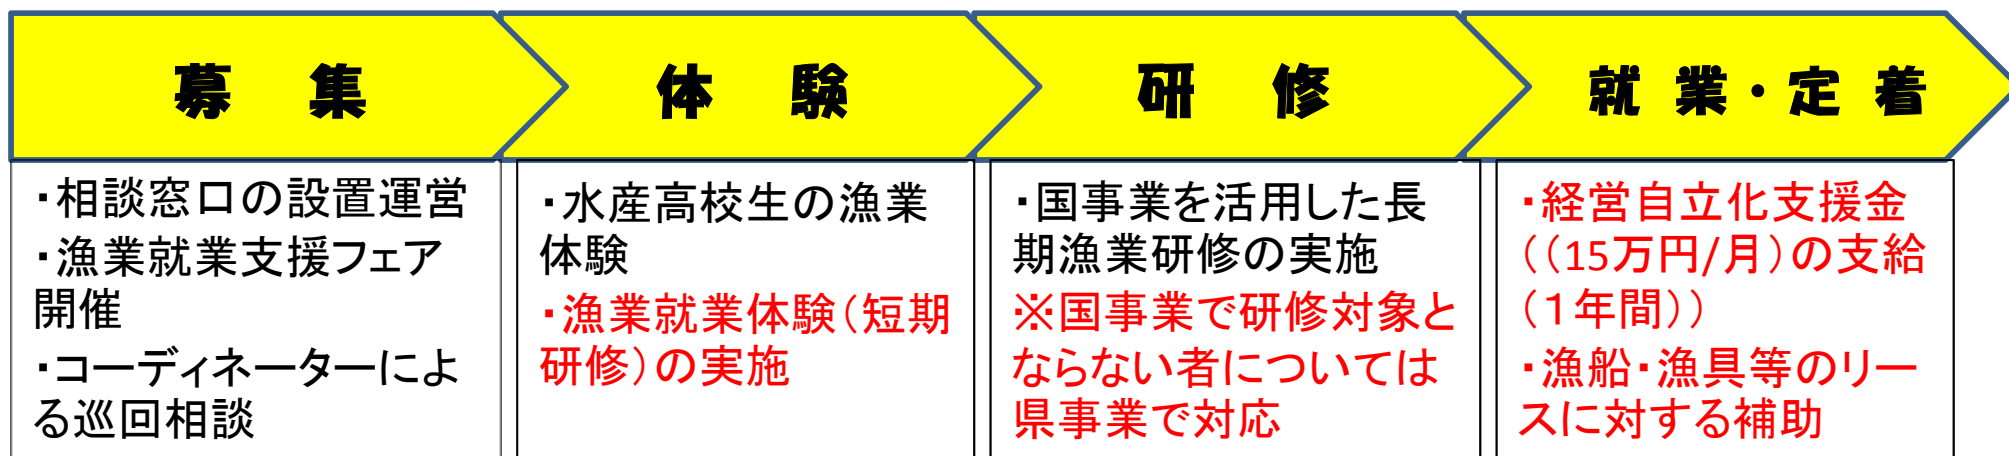 募集
体験
研修
就業・定着
・相談窓口の設置運営
・漁業就業支援フェア
開催
・コーディネーターによ
る巡回相談
・水産高校生の漁業
体験
・漁業就業体験（短期
研修）の実施
・国事業を活用した長
期漁業研修の実施
※国事業で研修対象と
ならない者については
県事業で対応
・経営自立化支援金
（（15万円/月）の支給
（１年間））
・漁船・漁具等のリー
スに対する補助